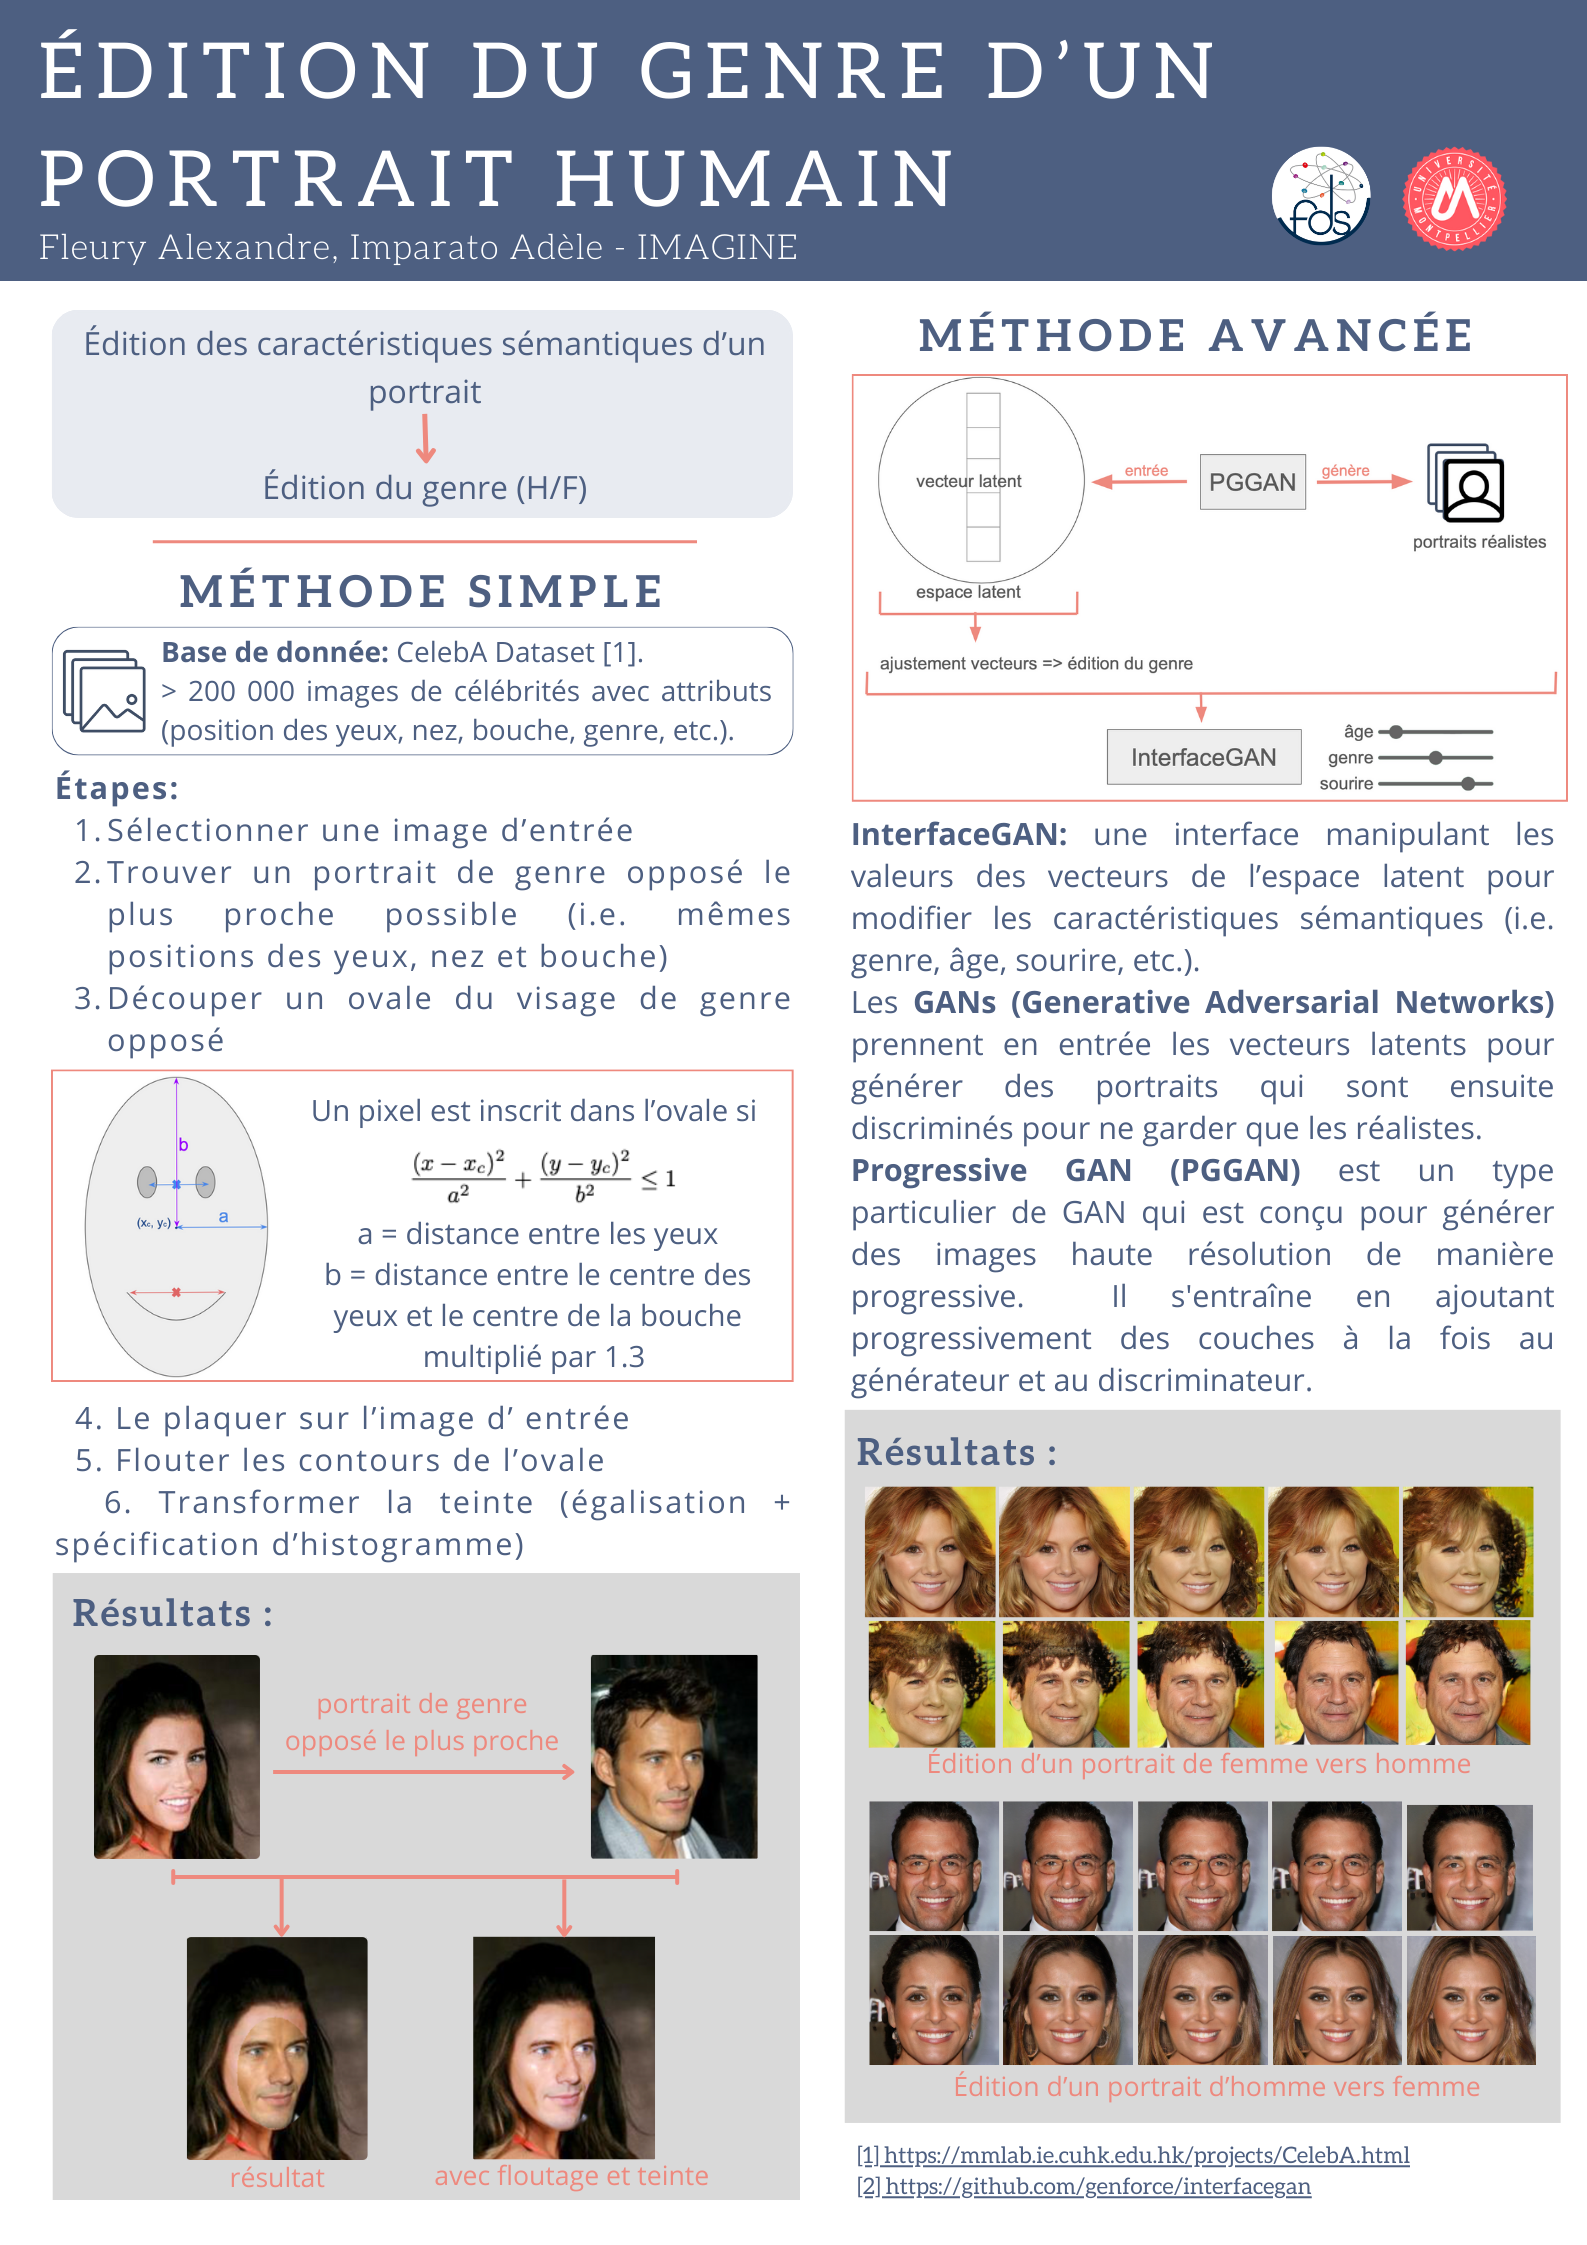 ÉDITION DU GENRE D’UN
PORTRAIT HUMAIN
Fleury Alexandre, Imparato Adèle - IMAGINE
fds
UNIVERSITÉ MONTPELLIER
Édition des caractéristiques sémantiques d’un
portrait
Édition du genre (H/F)
MÉTHODE SIMPLE
Base de donnée: CelebA Dataset [1].
> 200 000 images de célébrités avec attributs
(position des yeux, nez, bouche, genre, etc.).
Étapes:
1. Sélectionner une image d’entrée
2. Trouver un portrait de genre opposé le
plus proche possible (i.e. mêmes
positions des yeux, nez et bouche)
3. Découper un ovale du visage de genre
opposé
b
(xc, yc)
a
Un pixel est inscrit dans l’ovale si
(x − xc)²/a² + (y − yc)²/b² ≤ 1
a = distance entre les yeux
b = distance entre le centre des
yeux et le centre de la bouche
multiplié par 1.3
4. Le plaquer sur l’image d’ entrée
5. Flouter les contours de l’ovale
6. Transformer la teinte (égalisation +
spécification d’histogramme)
Résultats :
portrait de genre
opposé le plus proche
résultat
avec floutage et teinte
MÉTHODE AVANCÉE
vecteur latent
entrée
PGGAN
génère
portraits réalistes
espace latent
ajustement vecteurs => édition du genre
InterfaceGAN
âge
genre
sourire
InterfaceGAN: une interface manipulant les
valeurs des vecteurs de l’espace latent pour
modifier les caractéristiques sémantiques (i.e.
genre, âge, sourire, etc.).
Les GANs (Generative Adversarial Networks)
prennent en entrée les vecteurs latents pour
générer des portraits qui sont ensuite
discriminés pour ne garder que les réalistes.
Progressive GAN (PGGAN) est un type
particulier de GAN qui est conçu pour générer
des images haute résolution de manière
progressive. Il s'entraîne en ajoutant
progressivement des couches à la fois au
générateur et au discriminateur.
Résultats :
Édition d’un portrait de femme vers homme
Édition d’un portrait d’homme vers femme
[1] https://mmlab.ie.cuhk.edu.hk/projects/CelebA.html
[2] https://github.com/genforce/interfacegan